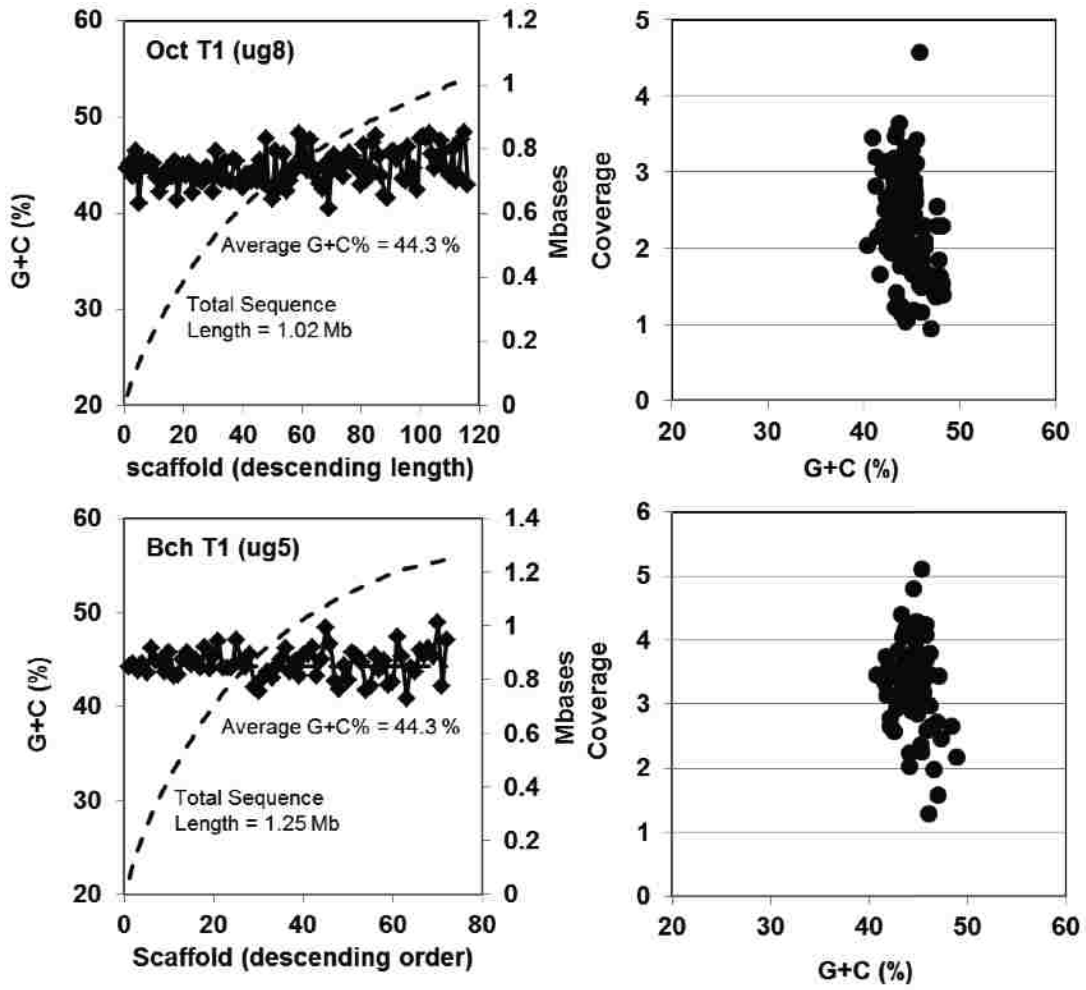 Oct T1 (ug8)
G+C (%)
60
50
40
30
20
Average G+C% = 44.3 %
Total Sequence
Length = 1.02 Mb
1.2
1
0.8
0.6
0.4
0.2
0
Mbases
0 20 40 60 80 100 120
scaffold (descending length)
Coverage
5
4
3
2
1
0
20 30 40 50 60
G+C (%)
Bch T1 (ug5)
G+C (%)
60
50
40
30
20
Average G+C% = 44.3 %
Total Sequence
Length = 1.25 Mb
1.4
1.2
1
0.8
0.6
0.4
0.2
0
Mbases
0 20 40 60 80
Scaffold (descending order)
Coverage
6
5
4
3
2
1
0
20 30 40 50 60
G+C (%)